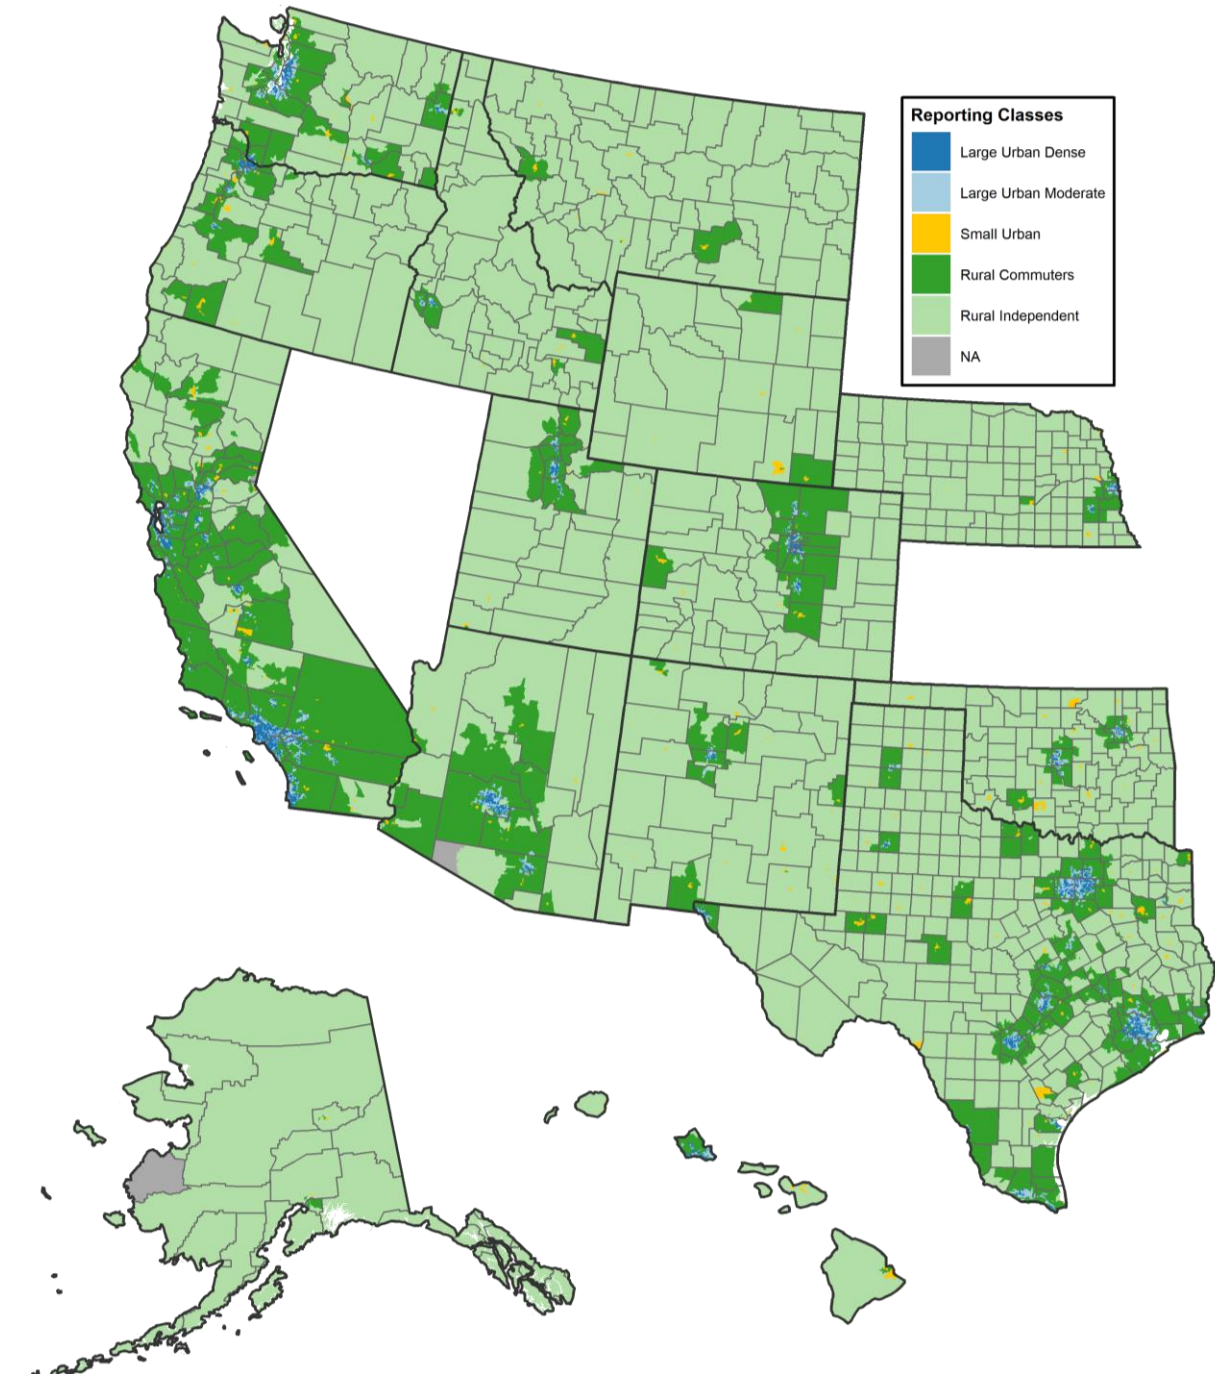 Reporting Classes
Large Urban Dense
Large Urban Moderate
Small Urban
Rural Commuters
Rural Independent
NA